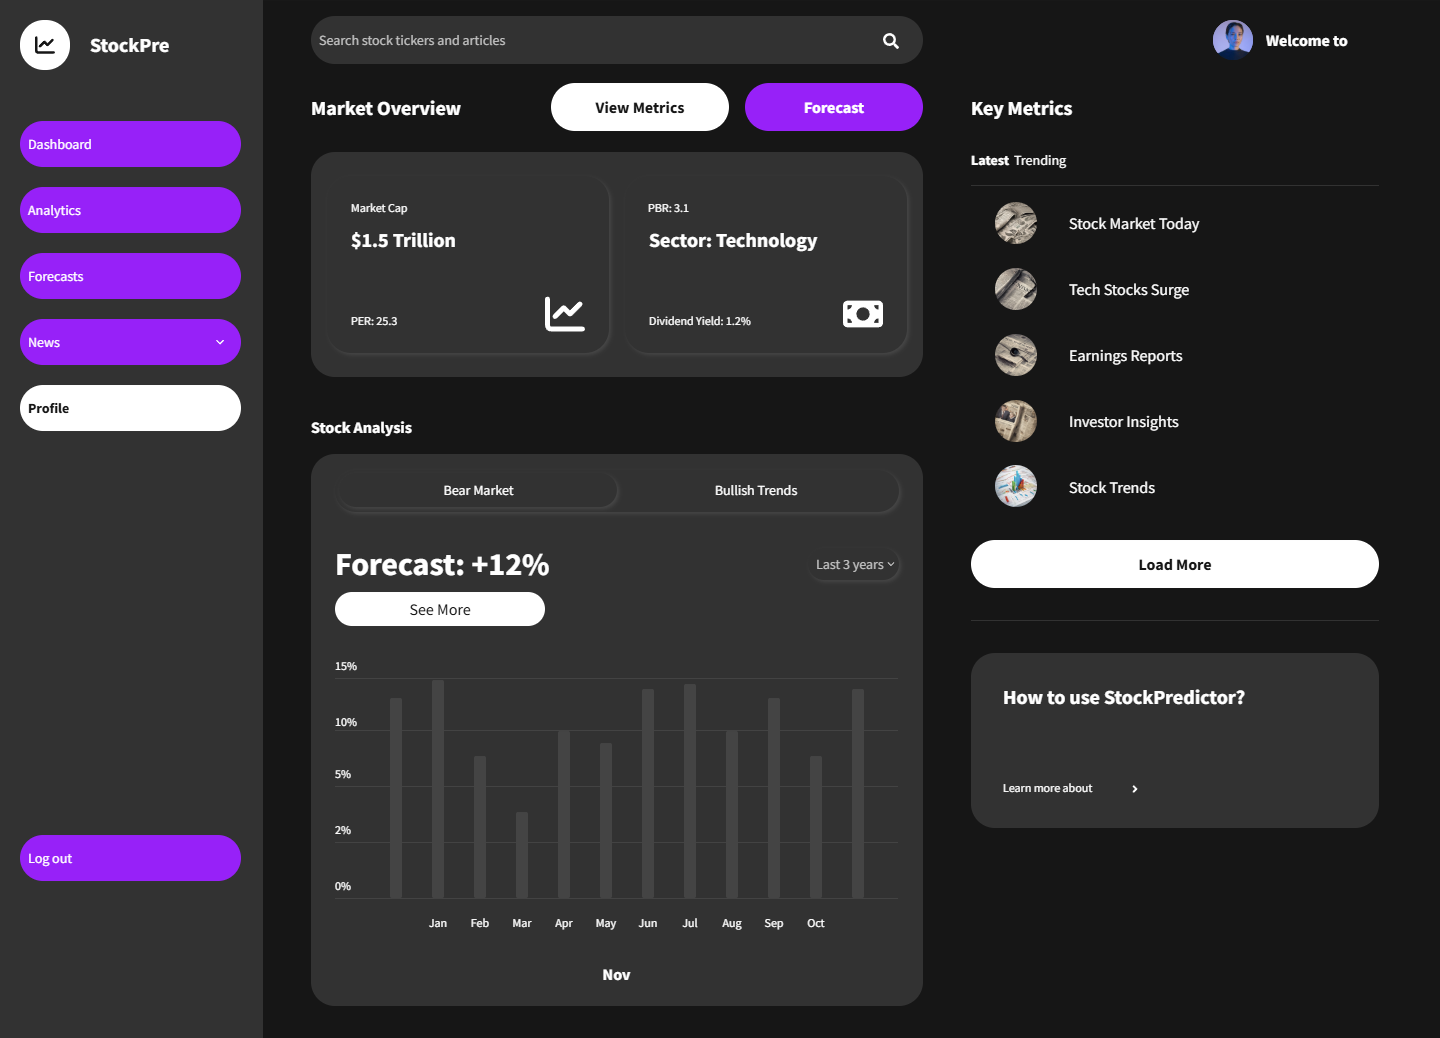 StockPre
Dashboard
Analytics
Forecasts
News
Profile
Log out
Search stock tickers and articles
Welcome to
Market Overview
View Metrics
Forecast
Market Cap
$1.5 Trillion
PER: 25.3
PBR: 3.1
Sector: Technology
Dividend Yield: 1.2%
Stock Analysis
Bear Market
Bullish Trends
Forecast: +12%
Last 3 years
See More
15%
10%
5%
2%
0%
Jan Feb Mar Apr May Jun Jul Aug Sep Oct
Nov
Key Metrics
Latest Trending
Stock Market Today
Tech Stocks Surge
Earnings Reports
Investor Insights
Stock Trends
Load More
How to use StockPredictor?
Learn more about